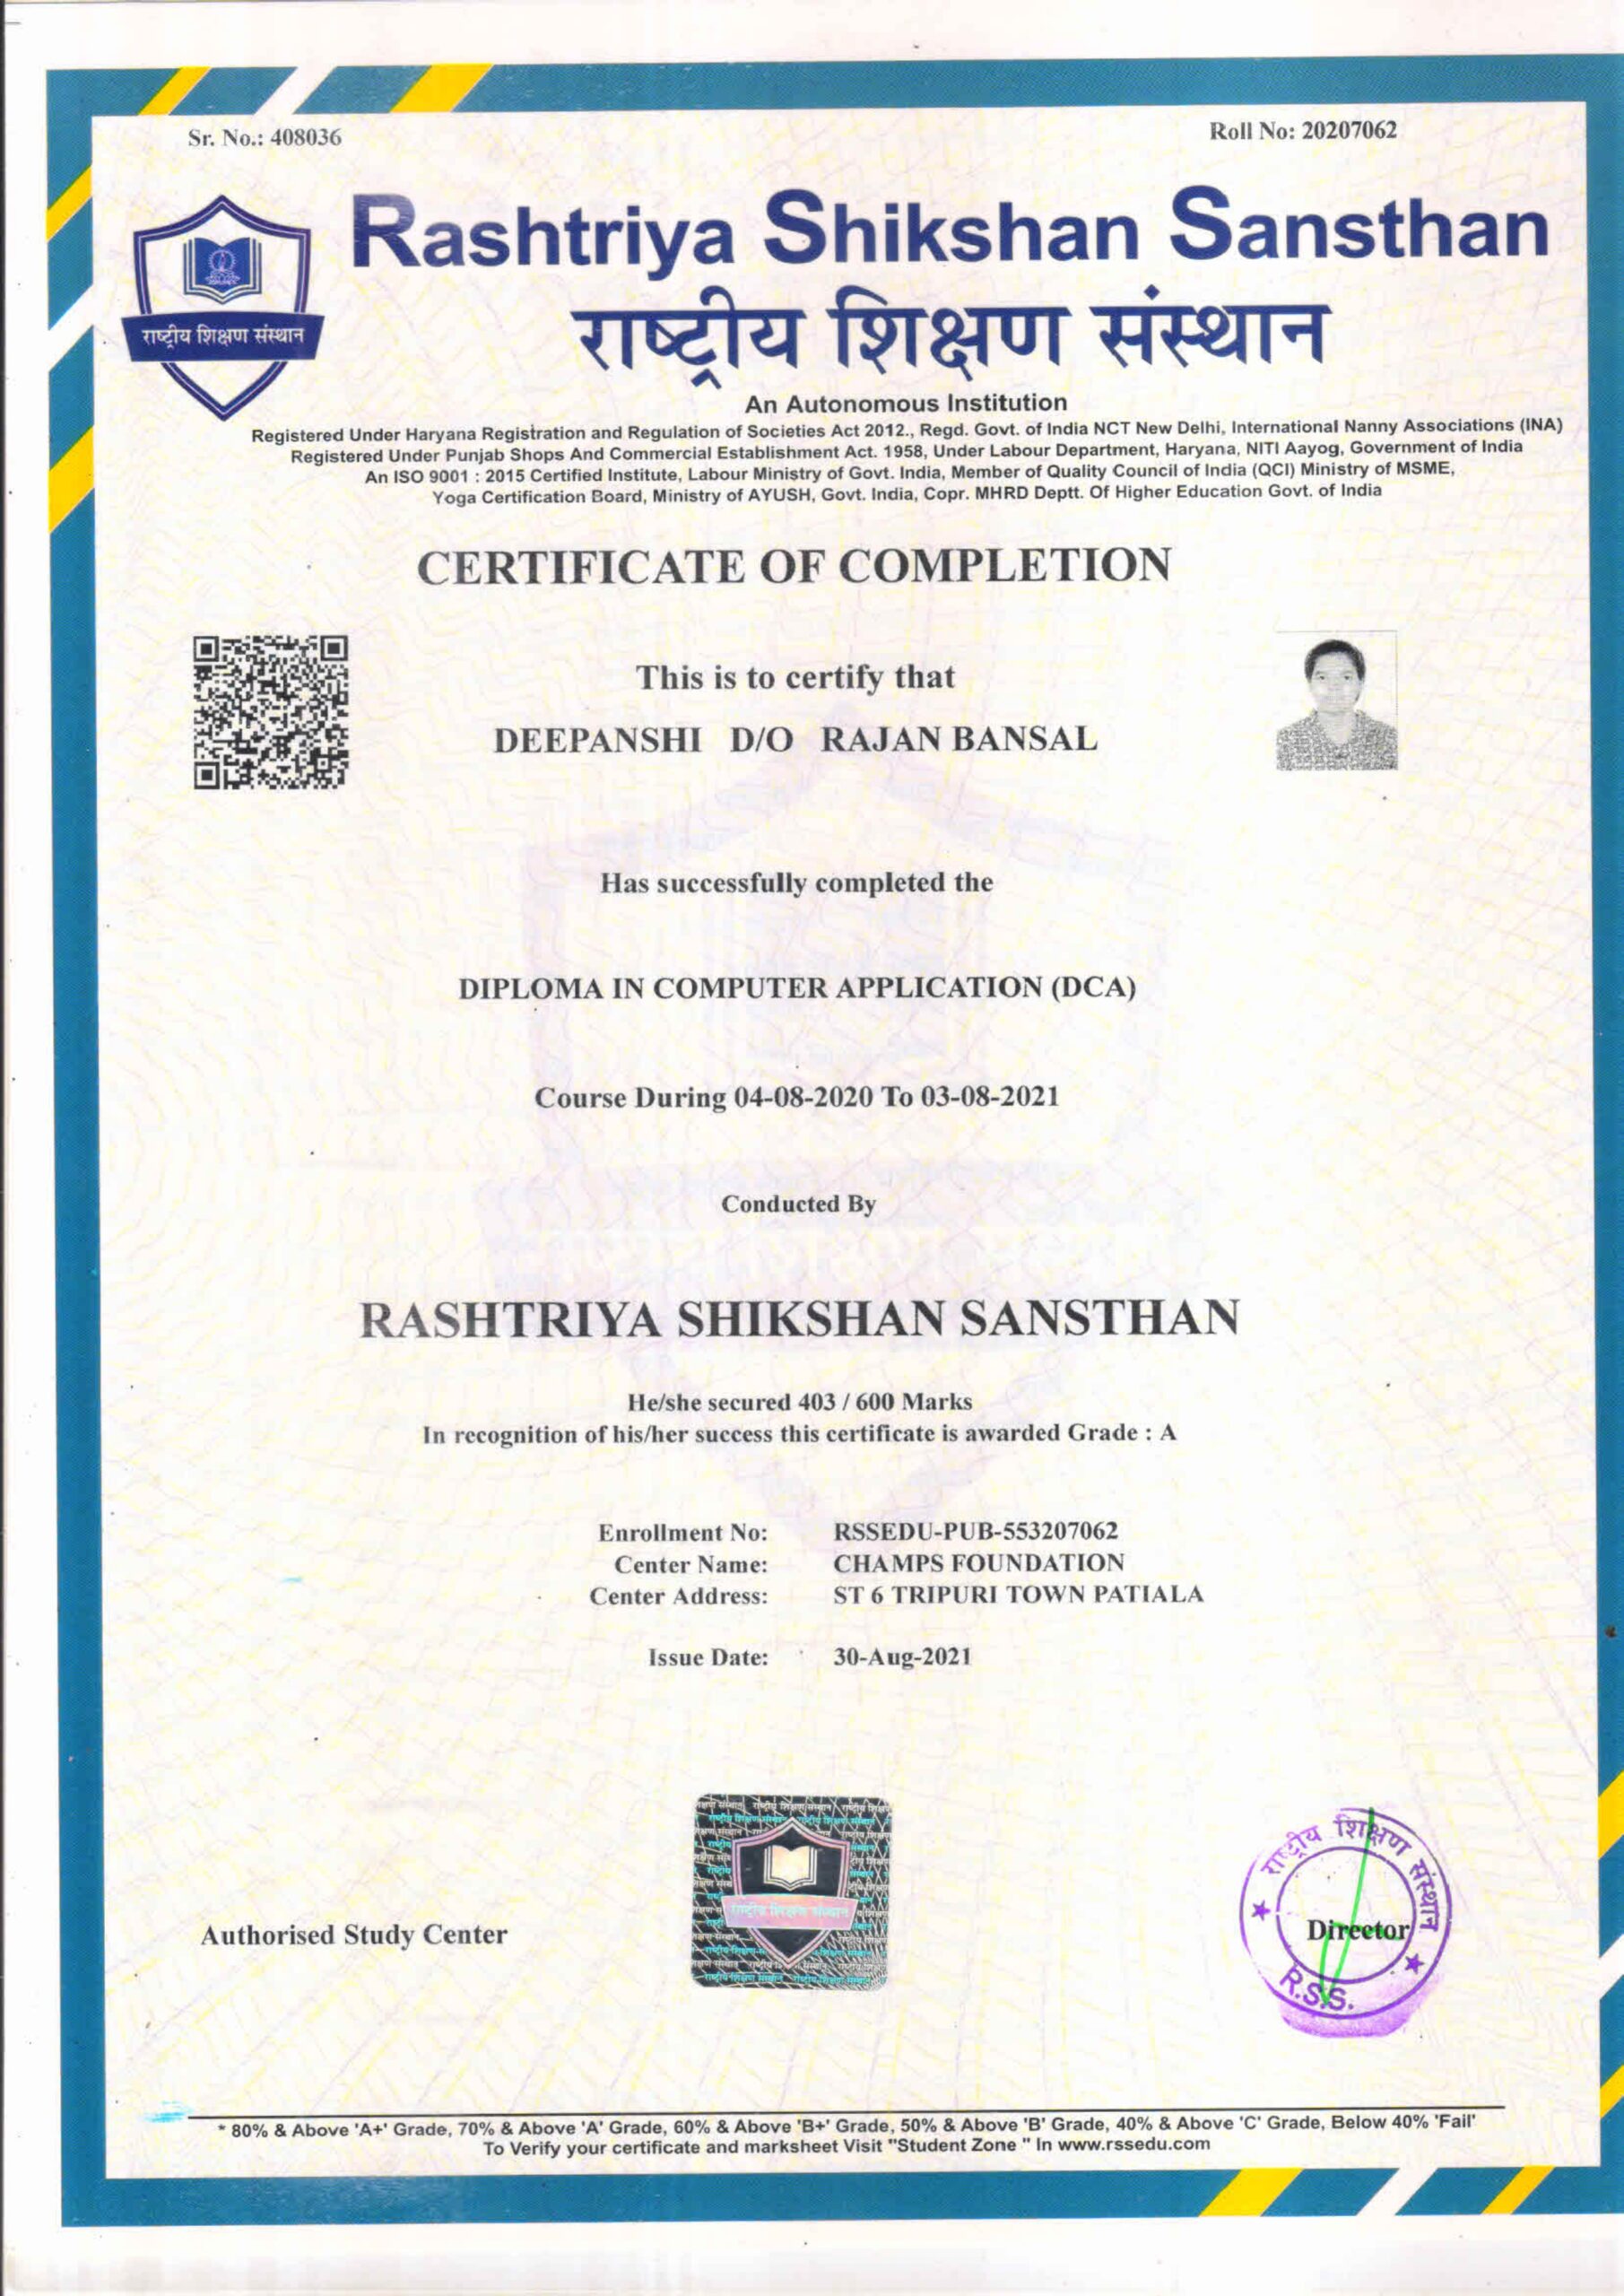 Sr. No.: 408036
Roll No: 20207062
राष्ट्रीय शिक्षण संस्थान
Rashtriya Shikshan Sansthan
राष्ट्रीय शिक्षण संस्थान
An Autonomous Institution
Registered Under Haryana Registration and Regulation of Societies Act 2012., Regd. Govt. of India NCT New Delhi, International Nanny Associations (INA)
Registered Under Punjab Shops And Commercial Establishment Act. 1958, Under Labour Department, Haryana, NITI Aayog, Government of India
An ISO 9001 : 2015 Certified Institute, Labour Ministry of Govt. India, Member of Quality Council of India (QCI) Ministry of MSME,
Yoga Certification Board, Ministry of AYUSH, Govt. India, Copr. MHRD Deptt. Of Higher Education Govt. of India
CERTIFICATE OF COMPLETION
This is to certify that
DEEPANSHI D/O RAJAN BANSAL
Has successfully completed the
DIPLOMA IN COMPUTER APPLICATION (DCA)
Course During 04-08-2020 To 03-08-2021
Conducted By
RASHTRIYA SHIKSHAN SANSTHAN
He/she secured 403 / 600 Marks
In recognition of his/her success this certificate is awarded Grade : A
Enrollment No: RSSEDU-PUB-553207062
Center Name: CHAMPS FOUNDATION
Center Address: ST 6 TRIPURI TOWN PATIALA
Issue Date: 30-Aug-2021
राष्ट्रीय शिक्षण संस्थान
राष्ट्रीय शिक्षण संस्थान
Authorised Study Center
Director
R.S.S.
* 80% & Above 'A+' Grade, 70% & Above 'A' Grade, 60% & Above 'B+' Grade, 50% & Above 'B' Grade, 40% & Above 'C' Grade, Below 40% 'Fail'
To Verify your certificate and marksheet Visit "Student Zone " In www.rssedu.com